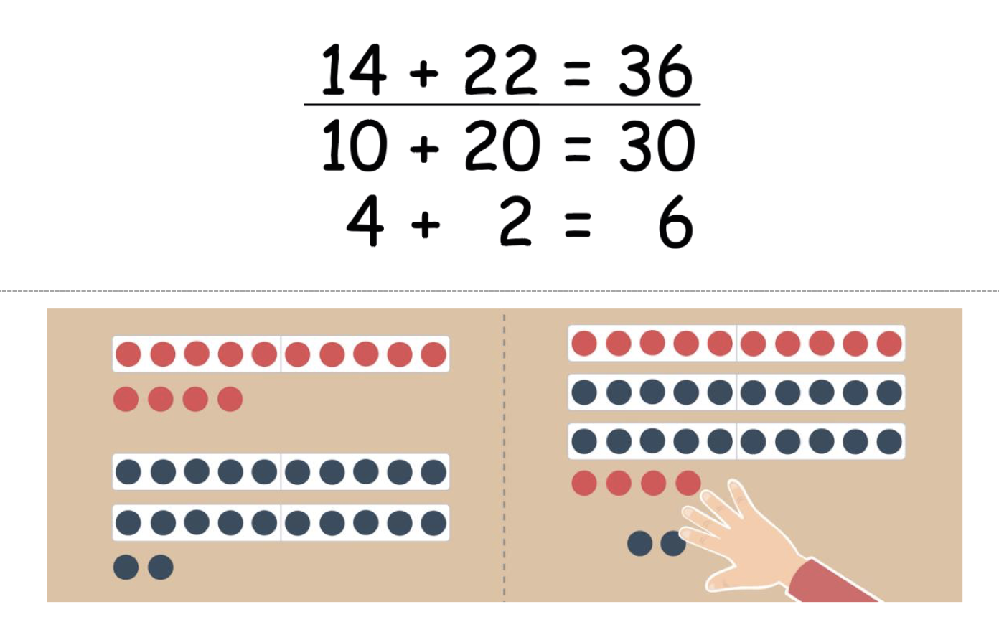 14 + 22 = 36
10 + 20 = 30
4 + 2 = 6